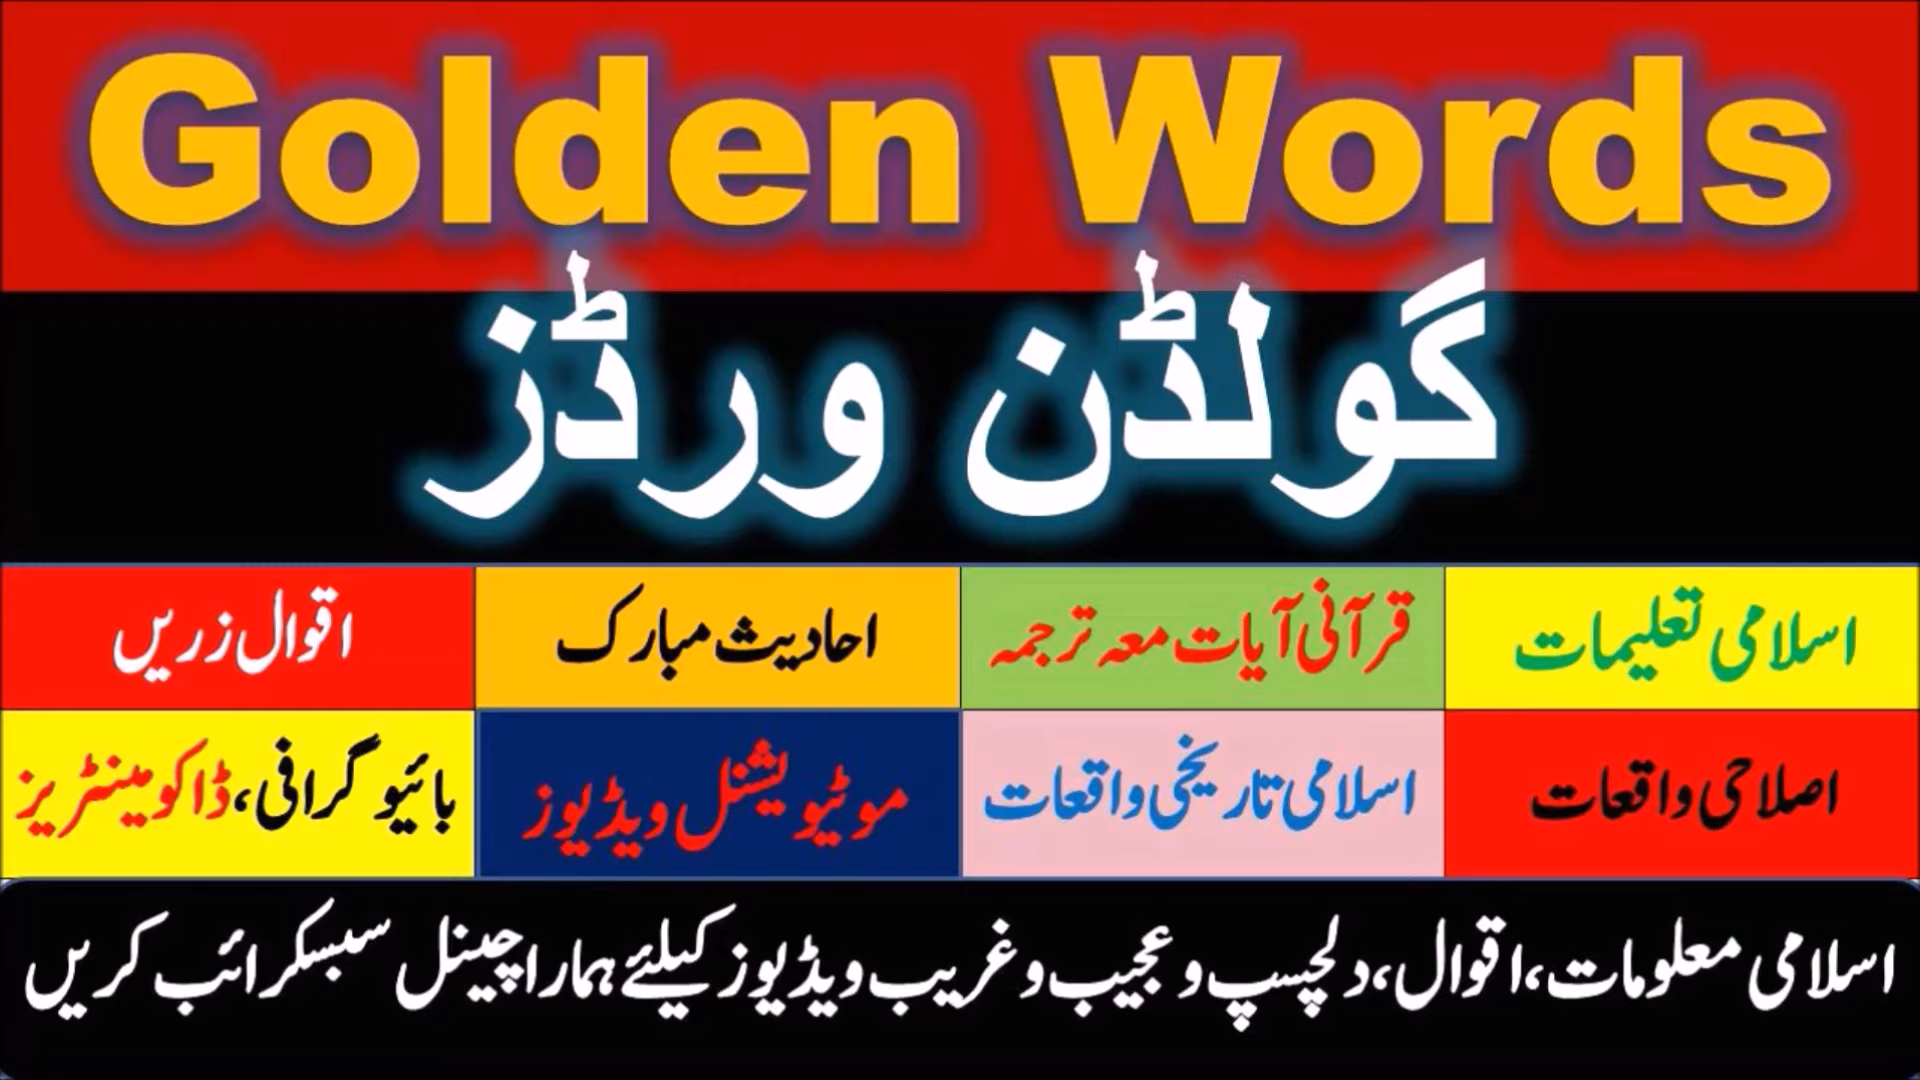 Golden Words
گولڈن ورڈز
اسلامی تعلیمات
قرآنی آیات معہ ترجمہ
احادیث مبارک
اقوال زریں
اصلاحی واقعات
اسلامی تاریخی واقعات
موٹیویشنل ویڈیوز
بائیو گرافی، ڈاکومینٹریز
اسلامی معلومات، اقوال، دلچسپ و عجیب و غریب ویڈیوز کیلئے ہمارا چینل سبسکرائب کریں